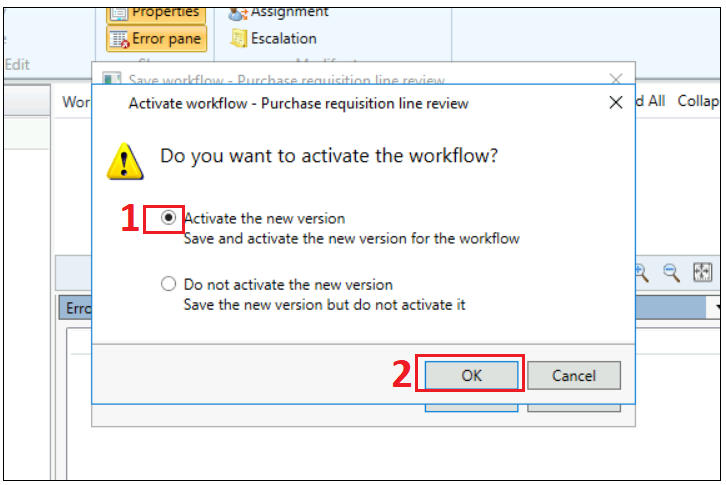 Properties
Assignment
Error pane
Escalation
Edit
Save workflow - Purchase requisition line review
Wor
d All Collap
Activate workflow - Purchase requisition line review
Do you want to activate the workflow?
1
Activate the new version
Save and activate the new version for the workflow
Do not activate the new version
Save the new version but do not activate it
Erro
2
OK
Cancel